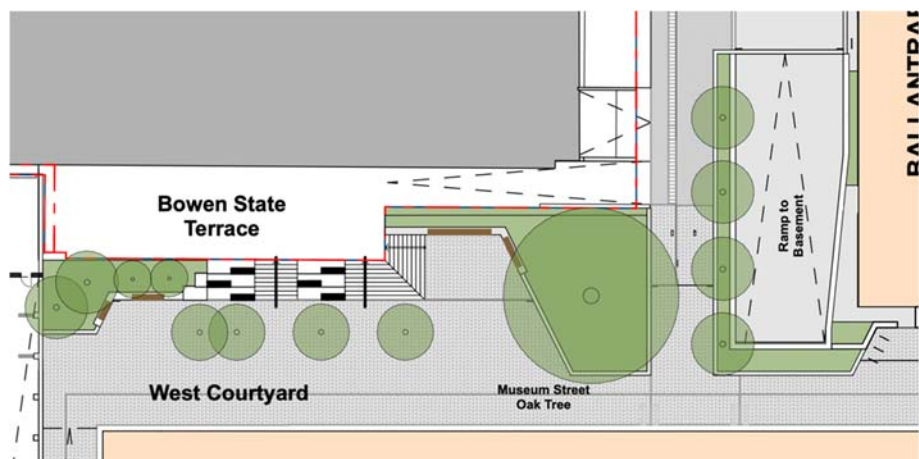 Bowen State
Terrace
West Courtyard
Museum Street
Oak Tree
Ramp to
Basement